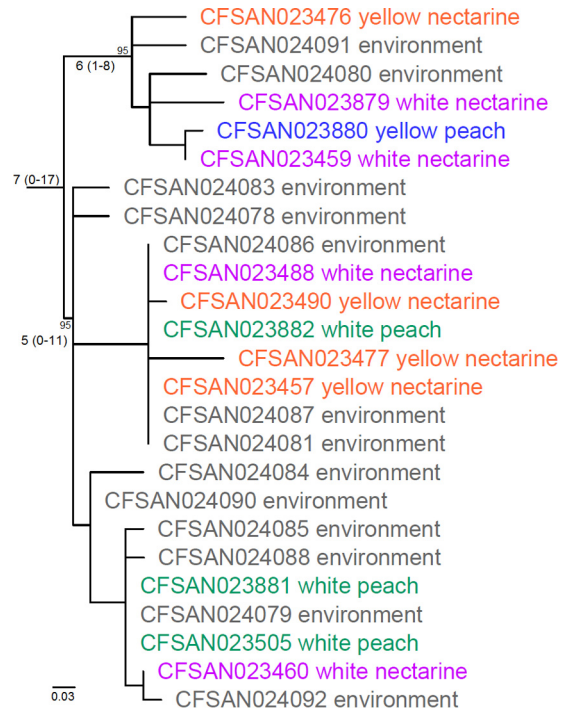 CFSAN023476 yellow nectarine
95
CFSAN024091 environment
6 (1-8)
CFSAN024080 environment
CFSAN023879 white nectarine
CFSAN023880 yellow peach
CFSAN023459 white nectarine
7 (0-17)
CFSAN024083 environment
CFSAN024078 environment
CFSAN024086 environment
CFSAN023488 white nectarine
CFSAN023490 yellow nectarine
95
CFSAN023882 white peach
5 (0-11)
CFSAN023477 yellow nectarine
CFSAN023457 yellow nectarine
CFSAN024087 environment
CFSAN024081 environment
CFSAN024084 environment
CFSAN024090 environment
CFSAN024085 environment
CFSAN024088 environment
CFSAN023881 white peach
CFSAN024079 environment
CFSAN023505 white peach
CFSAN023460 white nectarine
CFSAN024092 environment
0.03